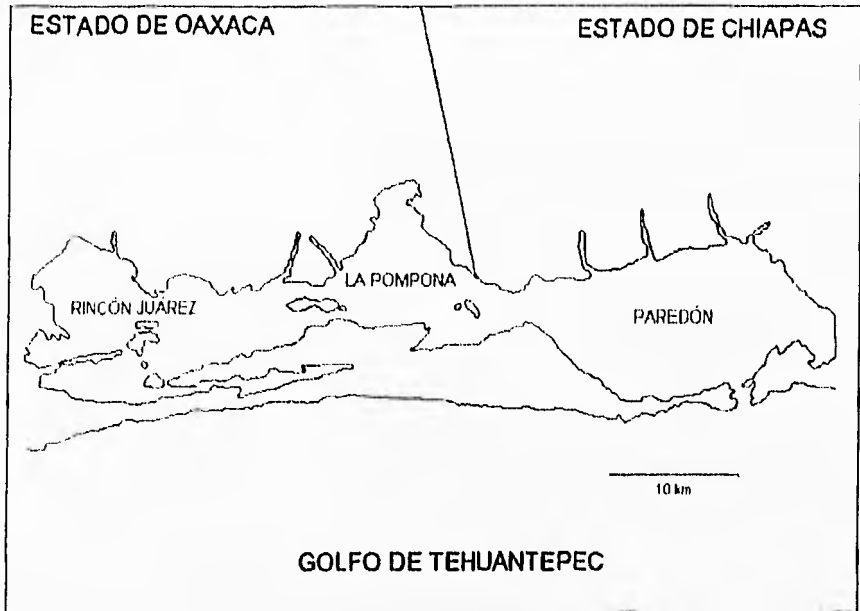 ESTADO DE OAXACA
ESTADO DE CHIAPAS
LA POMPONA
RINCÓN JUÁREZ
PAREDÓN
10 km
GOLFO DE TEHUANTEPEC